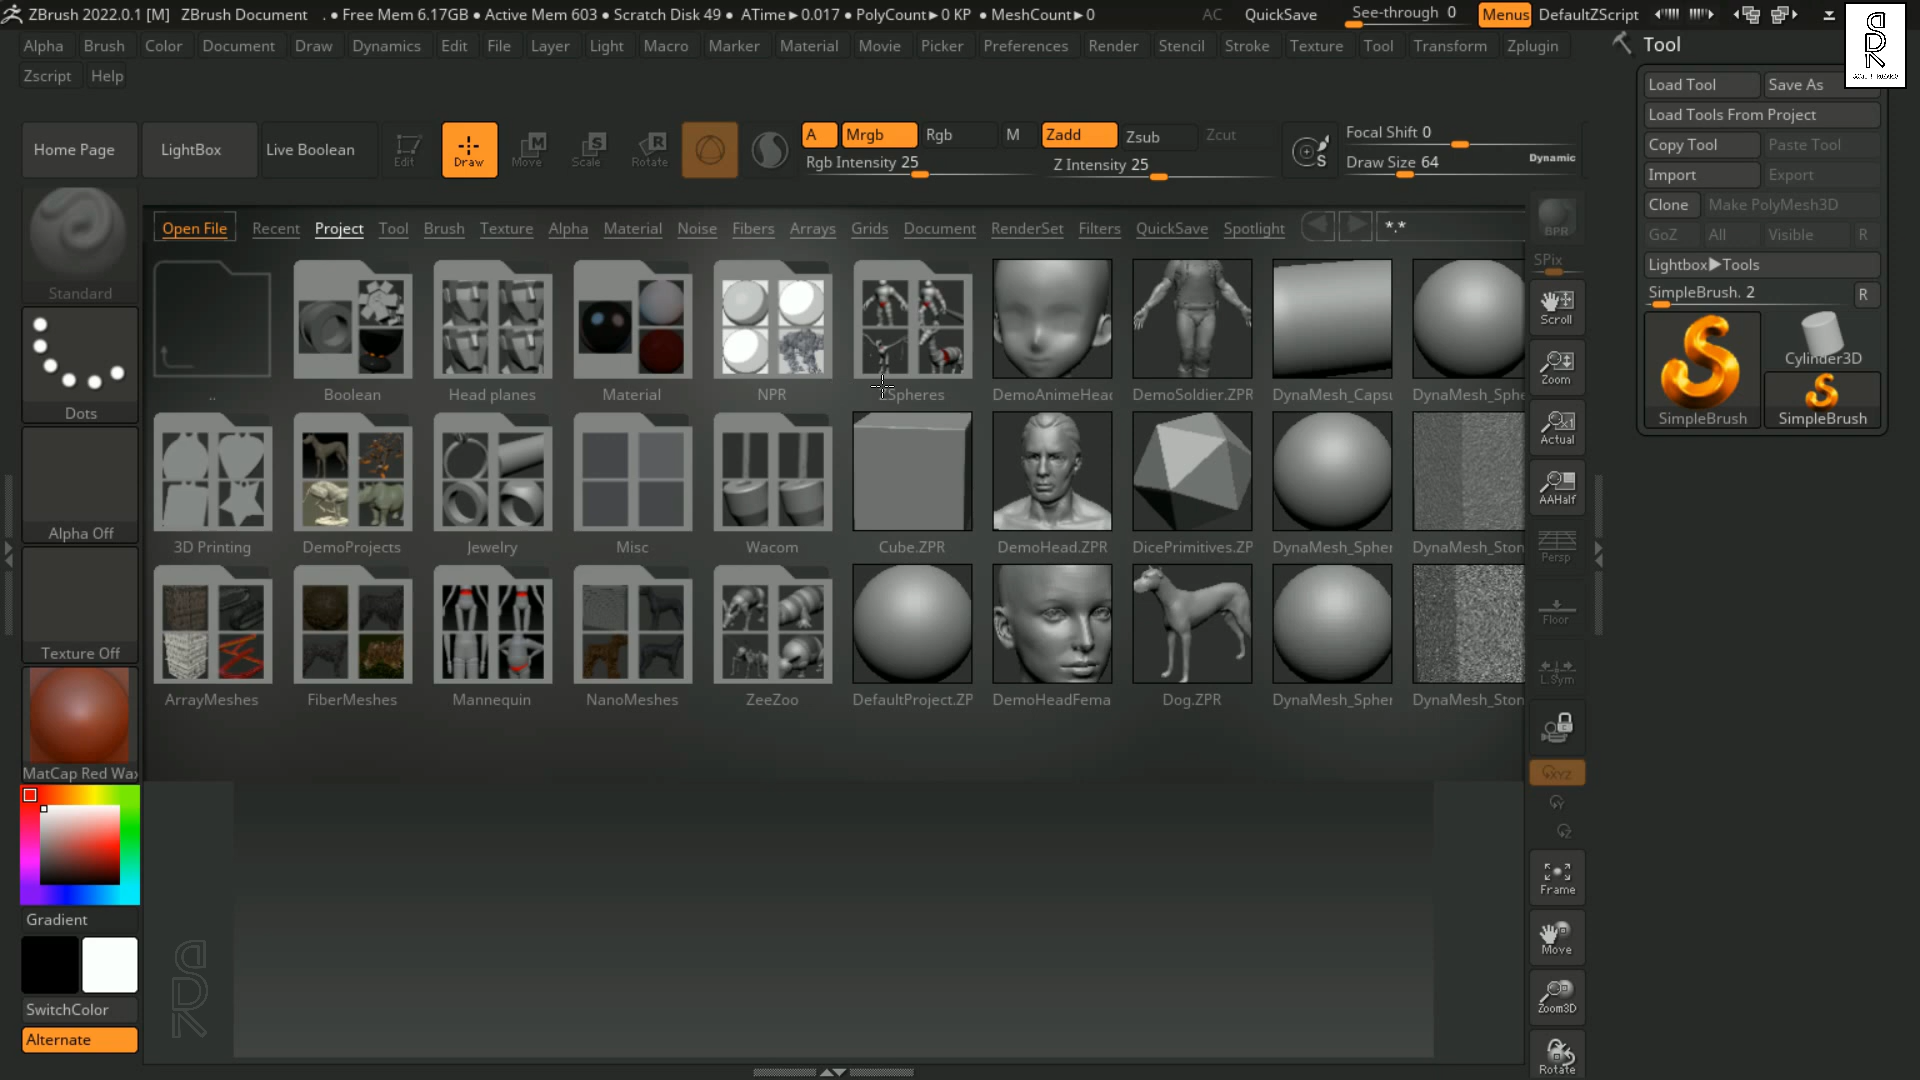 ZBrush 2022.0.1 [M] ZBrush Document . • Free Mem 6.17GB • Active Mem 603 • Scratch Disk 49 • ATime►0.017 • PolyCount►0 KP • MeshCount►0 AC QuickSave See-through 0 Menus DefaultZScript
Alpha Brush Color Document Draw Dynamics Edit File Layer Light Macro Marker Material Movie Picker Preferences Render Stencil Stroke Texture Tool Transform Zplugin
Zscript Help
Home Page LightBox Live Boolean Edit Draw Move Scale Rotate
A Mrgb Rgb M Zadd Zsub Zcut Focal Shift 0
Rgb Intensity 25 Z Intensity 25 S Draw Size 64 Dynamic
Open File Recent Project Tool Brush Texture Alpha Material Noise Fibers Arrays Grids Document RenderSet Filters QuickSave Spotlight *.*
.. Boolean Head planes Material NPR ZSpheres DemoAnimeHead DemoSoldier.ZPR DynaMesh_Capsu DynaMesh_Sphe
3D Printing DemoProjects Jewelry Misc Wacom Cube.ZPR DemoHead.ZPR DicePrimitives.ZP DynaMesh_Spher DynaMesh_Ston
ArrayMeshes FiberMeshes Mannequin NanoMeshes ZeeZoo DefaultProject.ZP DemoHeadFema Dog.ZPR DynaMesh_Spher DynaMesh_Ston
Standard
Dots
Alpha Off
Texture Off
MatCap Red Wax
Gradient
SwitchColor
Alternate
BPR
SPix
Scroll
Zoom
Actual
AAHalf
Persp
Floor
L.Sym
XYZ
Y
Z
Frame
Move
Zoom3D
Rotate
Tool
Load Tool Save As
Load Tools From Project
Copy Tool Paste Tool
Import Export
Clone Make PolyMesh3D
GoZ All Visible R
Lightbox►Tools
SimpleBrush. 2 R
Cylinder3D
SimpleBrush SimpleBrush